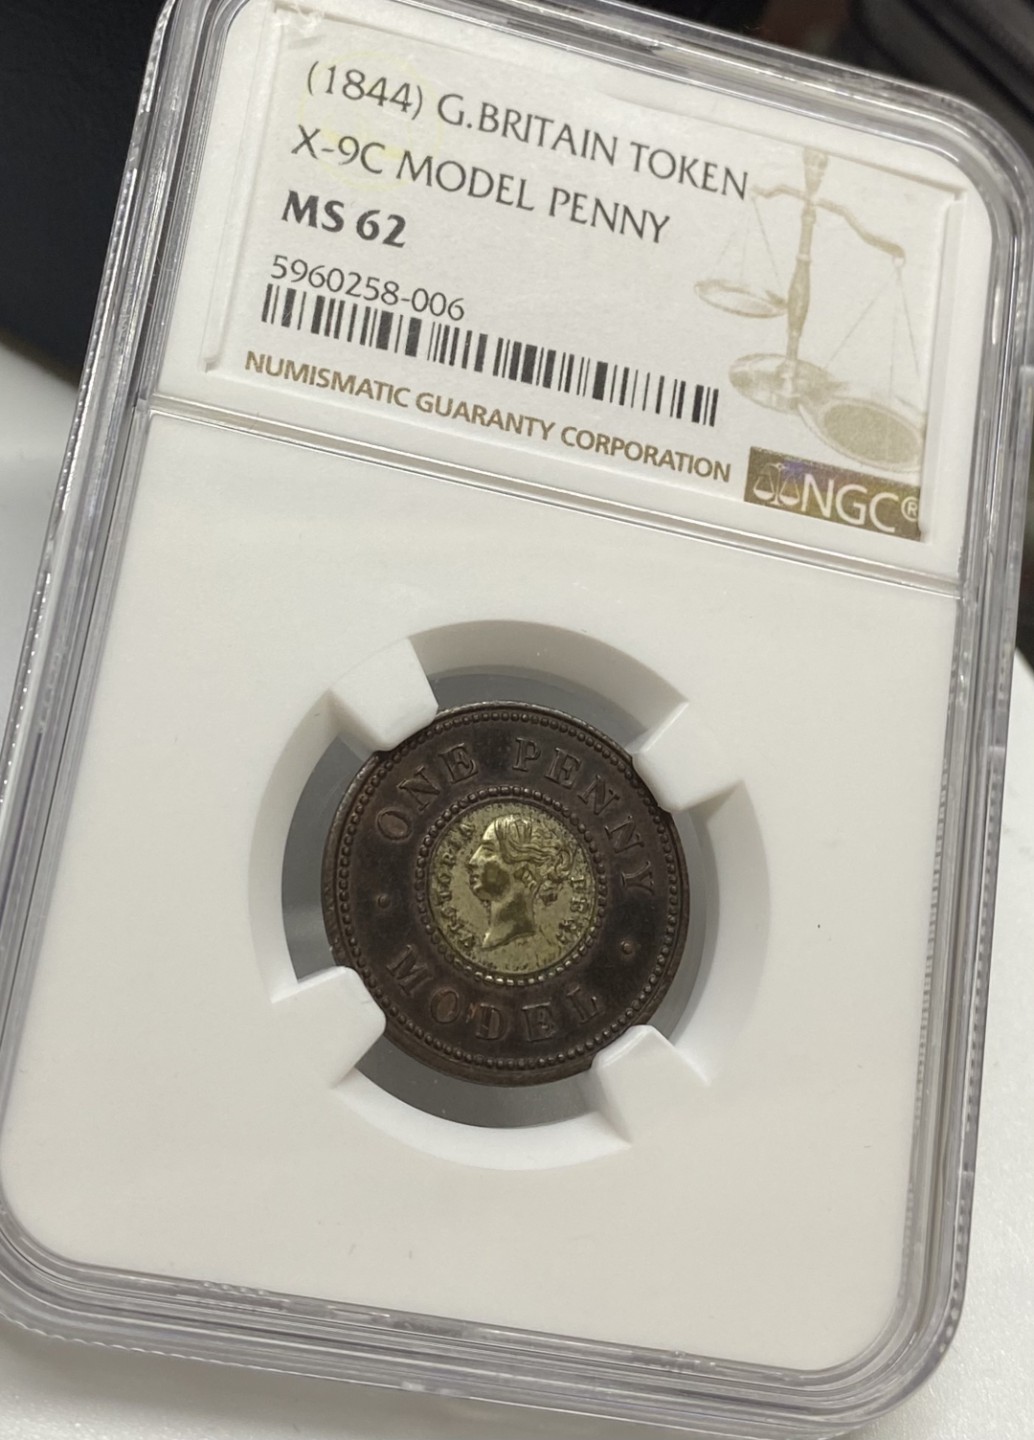 (1844) G.BRITAIN TOKEN
X-9C MODEL PENNY
MS 62
5960258-006
NUMISMATIC GUARANTY CORPORATION
NGC®
ONE PENNY
VICTORIA
MODEL